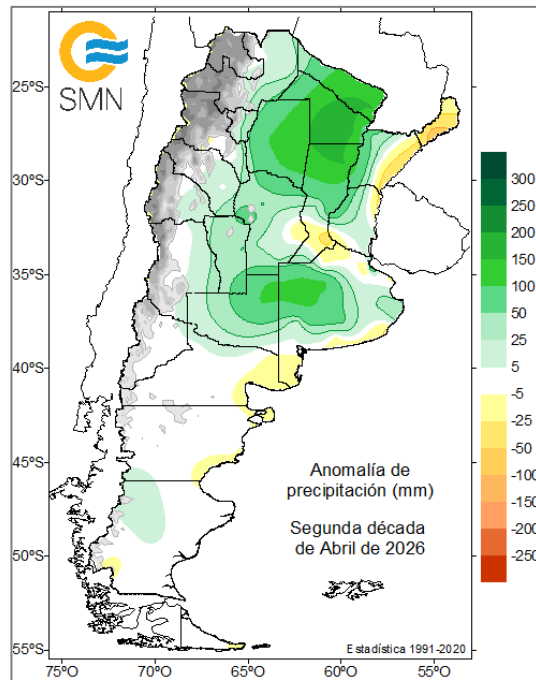 SMN
25ºS
30ºS
35ºS
40ºS
45ºS
50ºS
55ºS
75ºO
70ºO
65ºO
60ºO
55ºO
Anomalía de
precipitación (mm)
Segunda década
de Abril de 2026
Estadística 1991-2020
300
250
200
150
100
50
25
5
-5
-25
-50
-100
-150
-200
-250